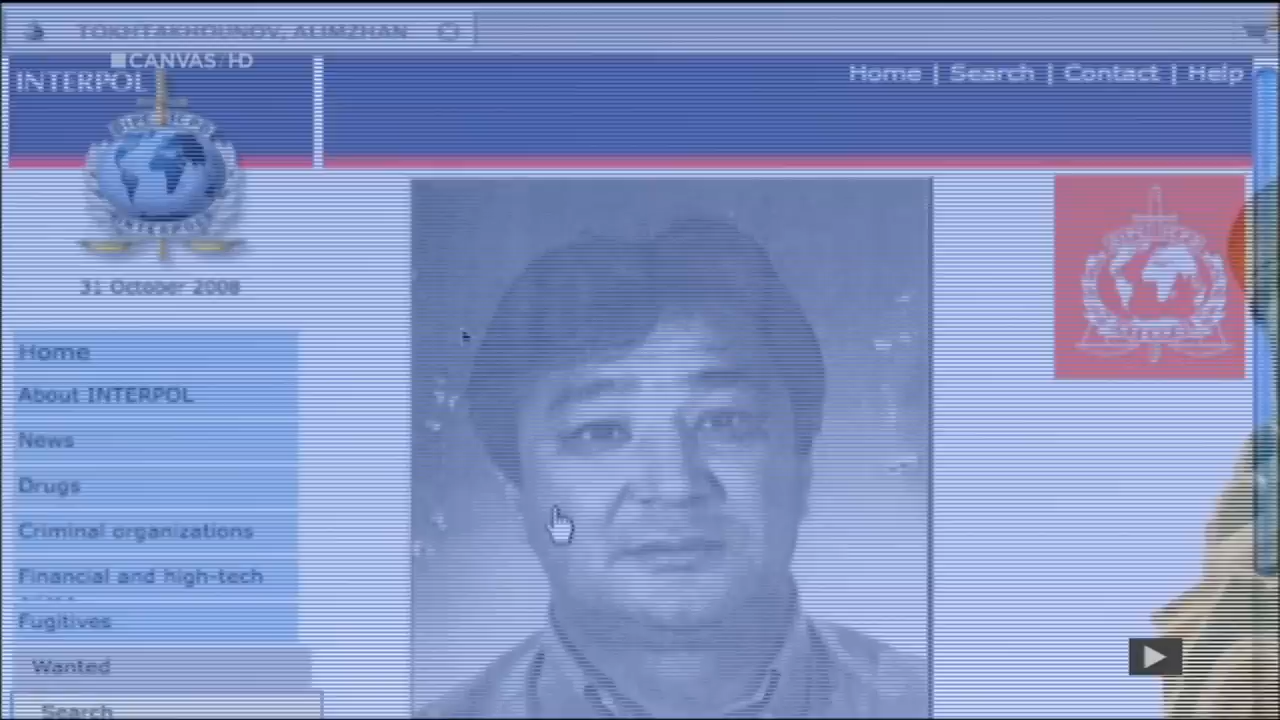 TOKHTAKHOUNOV, ALIMZHAN
CANVAS/HD
INTERPOL
Home | Search | Contact | Help
INTERPOL
31 October 2008
Home
About INTERPOL
News
Drugs
Criminal organizations
Financial and high-tech
Fugitives
Wanted
Search